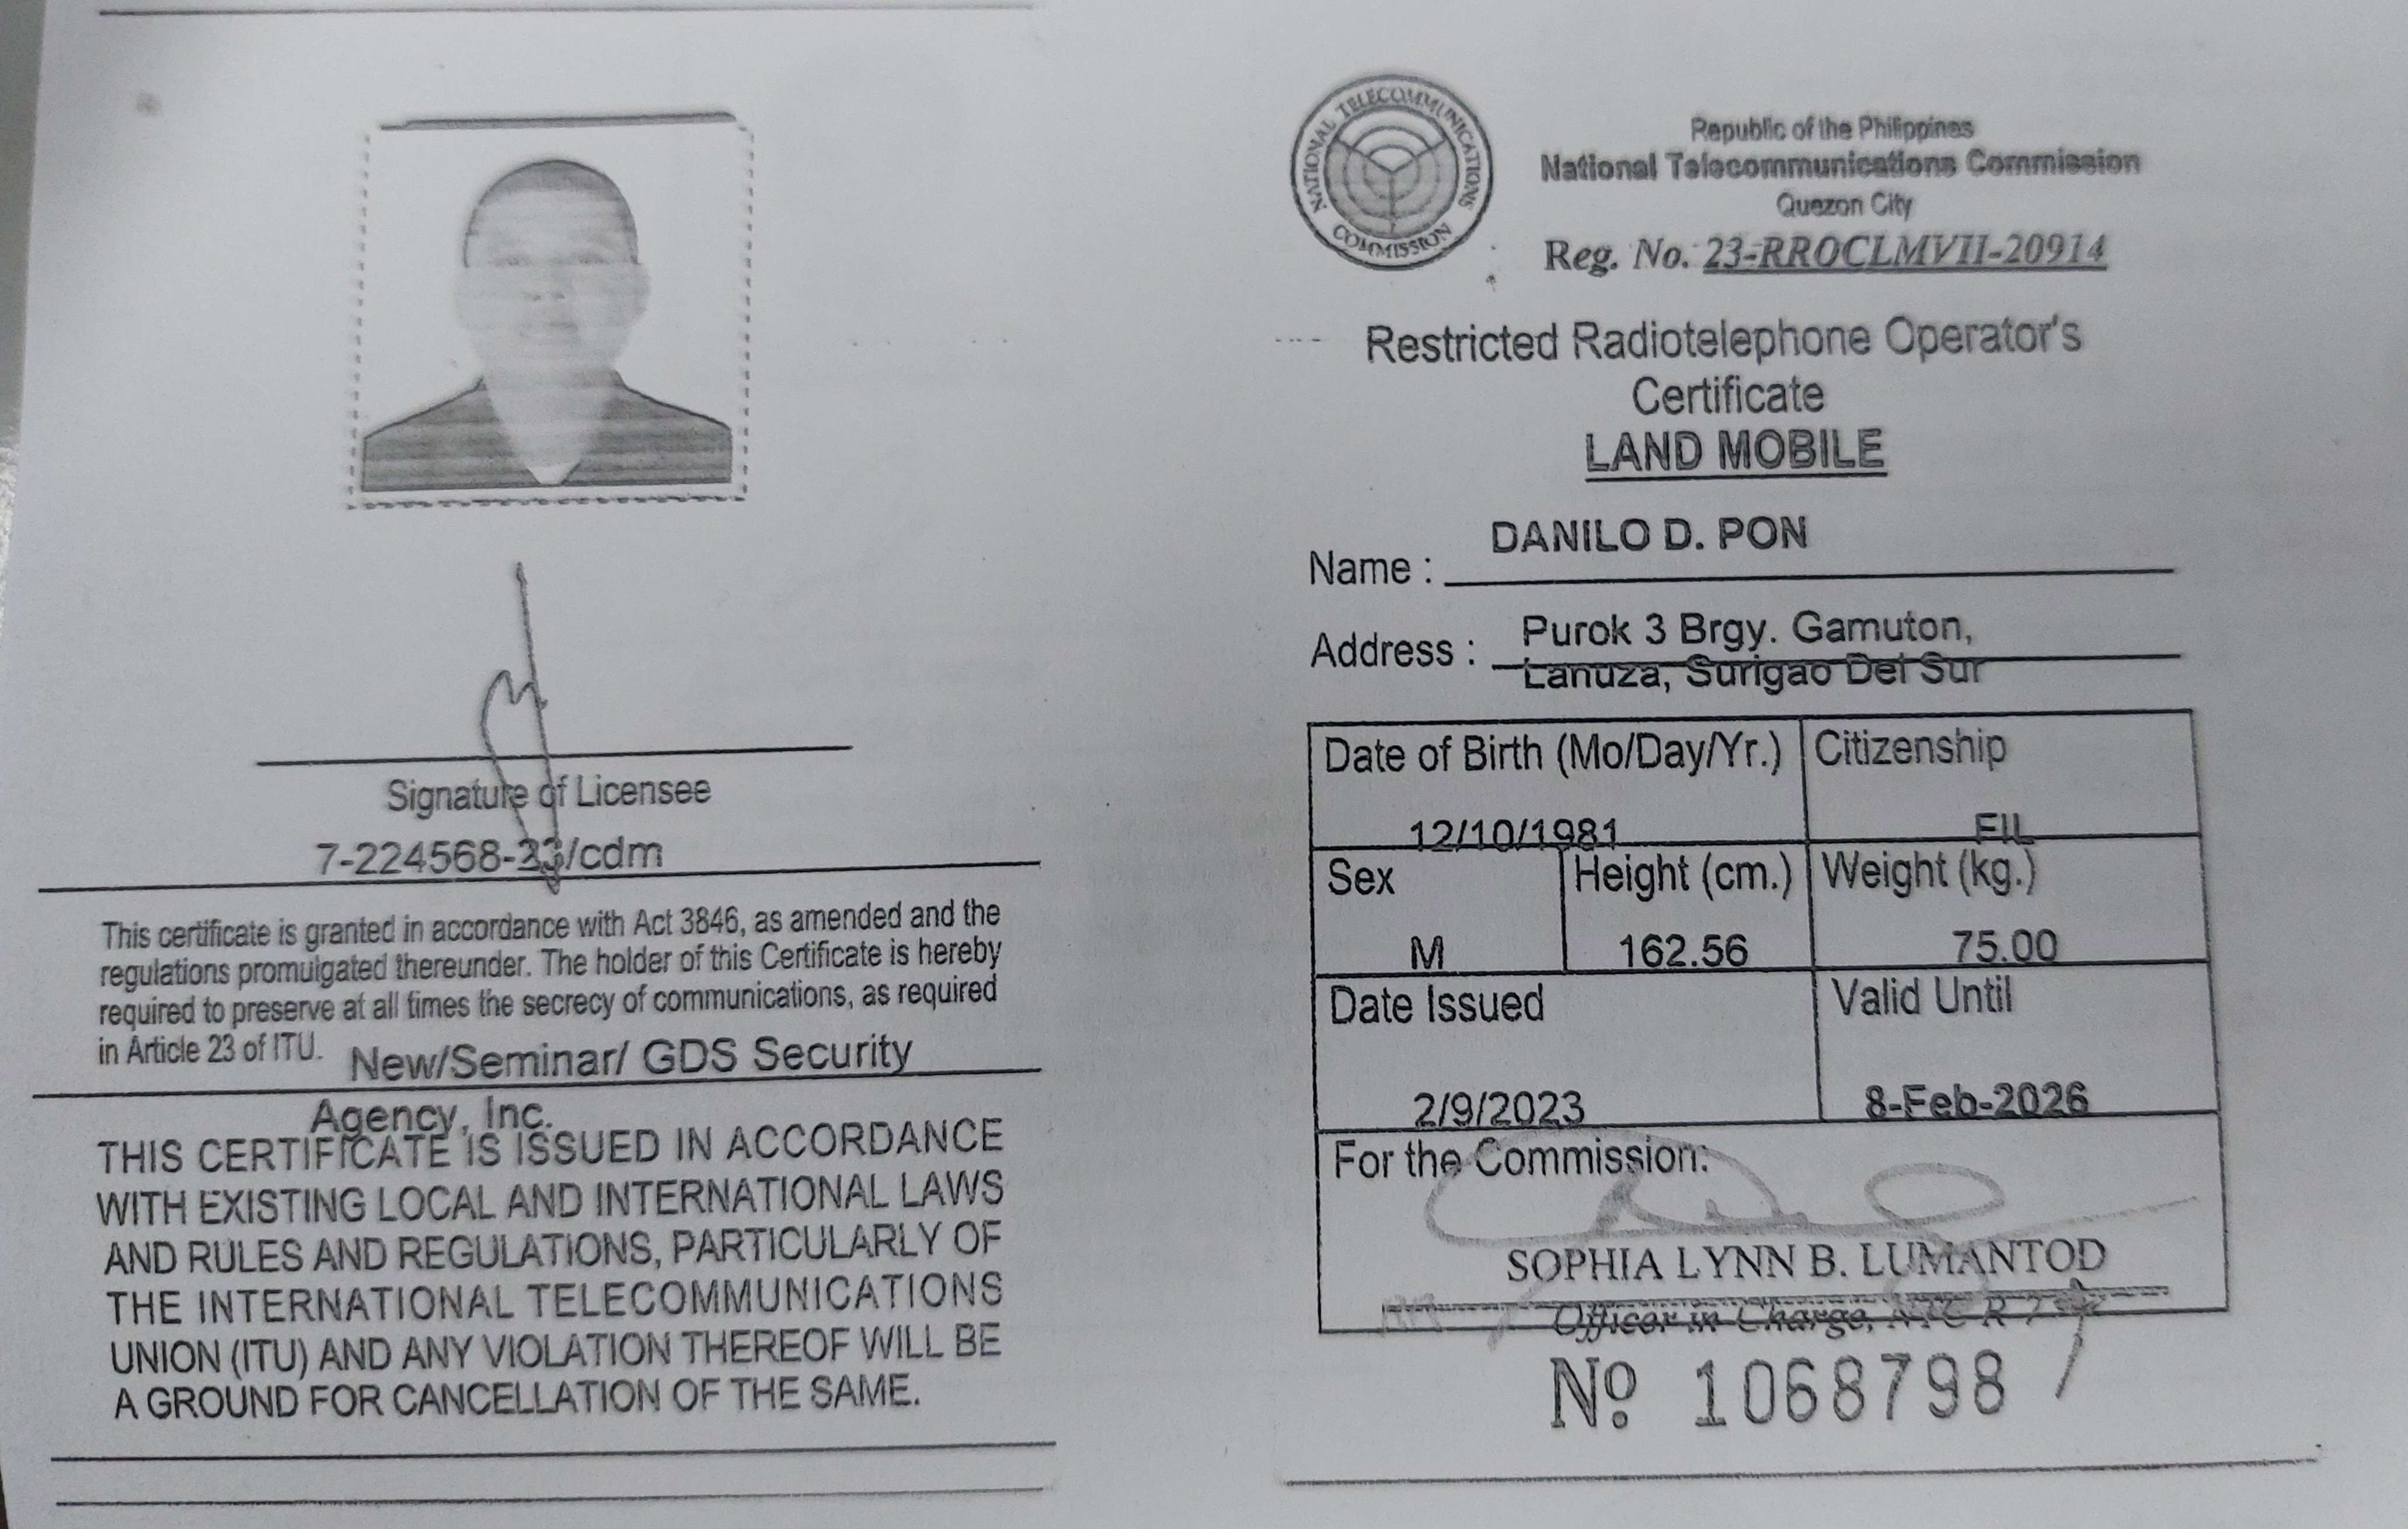 Signature of Licensee
7-224568-23/cdm
This certificate is granted in accordance with Act 3846, as amended and the
regulations promulgated thereunder. The holder of this Certificate is hereby
required to preserve at all times the secrecy of communications, as required
in Article 23 of ITU.
New/Seminar/ GDS Security
Agency, Inc.
THIS CERTIFICATE IS ISSUED IN ACCORDANCE
WITH EXISTING LOCAL AND INTERNATIONAL LAWS
AND RULES AND REGULATIONS, PARTICULARLY OF
THE INTERNATIONAL TELECOMMUNICATIONS
UNION (ITU) AND ANY VIOLATION THEREOF WILL BE
A GROUND FOR CANCELLATION OF THE SAME.
NATIONAL TELECOMMUNICATIONS
COMMISSION
Republic of the Philippines
National Telecommunications Commission
Quezon City
Reg. No. 23-RROCLMVII-20914
Restricted Radiotelephone Operator's
Certificate
LAND MOBILE
Name : DANILO D. PON
Address : Purok 3 Brgy. Gamuton,
Lanuza, Surigao Del Sur
Date of Birth (Mo/Day/Yr.) Citizenship
12/10/1981 FIL
Sex Height (cm.) Weight (kg.)
M 162.56 75.00
Date Issued Valid Until
2/9/2023 8-Feb-2026
For the Commission:
SOPHIA LYNN B. LUMANTOD
Officer in Charge, NTC R 7
Nº 1068798